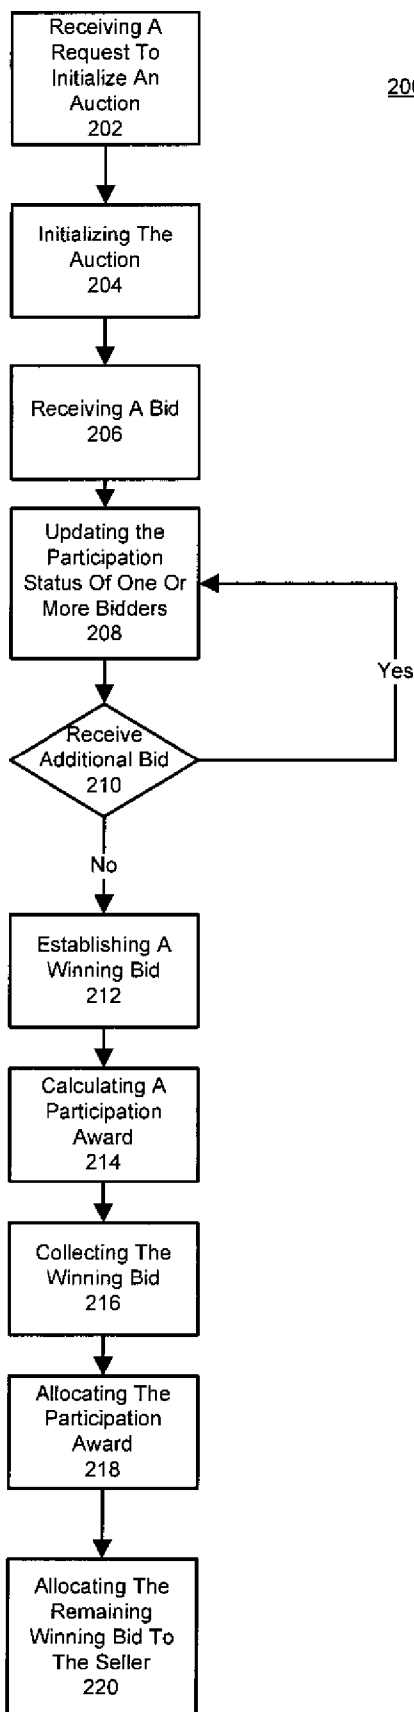 Receiving A
Request To
Initialize An
Auction
202
200
Initializing The
Auction
204
Receiving A Bid
206
Updating the
Participation
Status Of One Or
More Bidders
208
Yes
Receive
Additional Bid
210
No
Establishing A
Winning Bid
212
Calculating A
Participation
Award
214
Collecting The
Winning Bid
216
Allocating The
Participation
Award
218
Allocating The
Remaining
Winning Bid To
The Seller
220